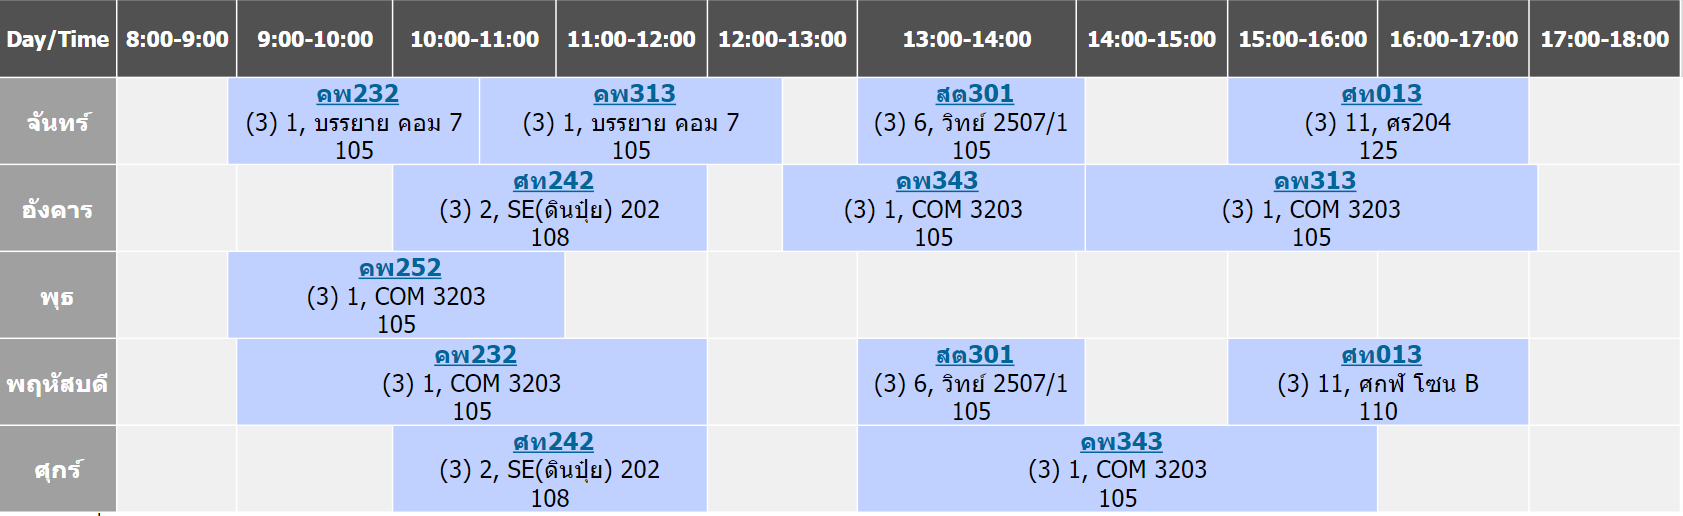 Day/Time 8:00-9:00 9:00-10:00 10:00-11:00 11:00-12:00 12:00-13:00 13:00-14:00 14:00-15:00 15:00-16:00 16:00-17:00 17:00-18:00
จันทร์
คพ232
(3) 1, บรรยาย คอม 7
105
คพ313
(3) 1, บรรยาย คอม 7
105
สต301
(3) 6, วิทย์ 2507/1
105
ศท013
(3) 11, ศร204
125
อังคาร
ศท242
(3) 2, SE(ดินปุ๋ย) 202
108
คพ343
(3) 1, COM 3203
105
คพ313
(3) 1, COM 3203
105
พุธ
คพ252
(3) 1, COM 3203
105
พฤหัสบดี
คพ232
(3) 1, COM 3203
105
สต301
(3) 6, วิทย์ 2507/1
105
ศท013
(3) 11, ศกฬ โซน B
110
ศุกร์
ศท242
(3) 2, SE(ดินปุ๋ย) 202
108
คพ343
(3) 1, COM 3203
105